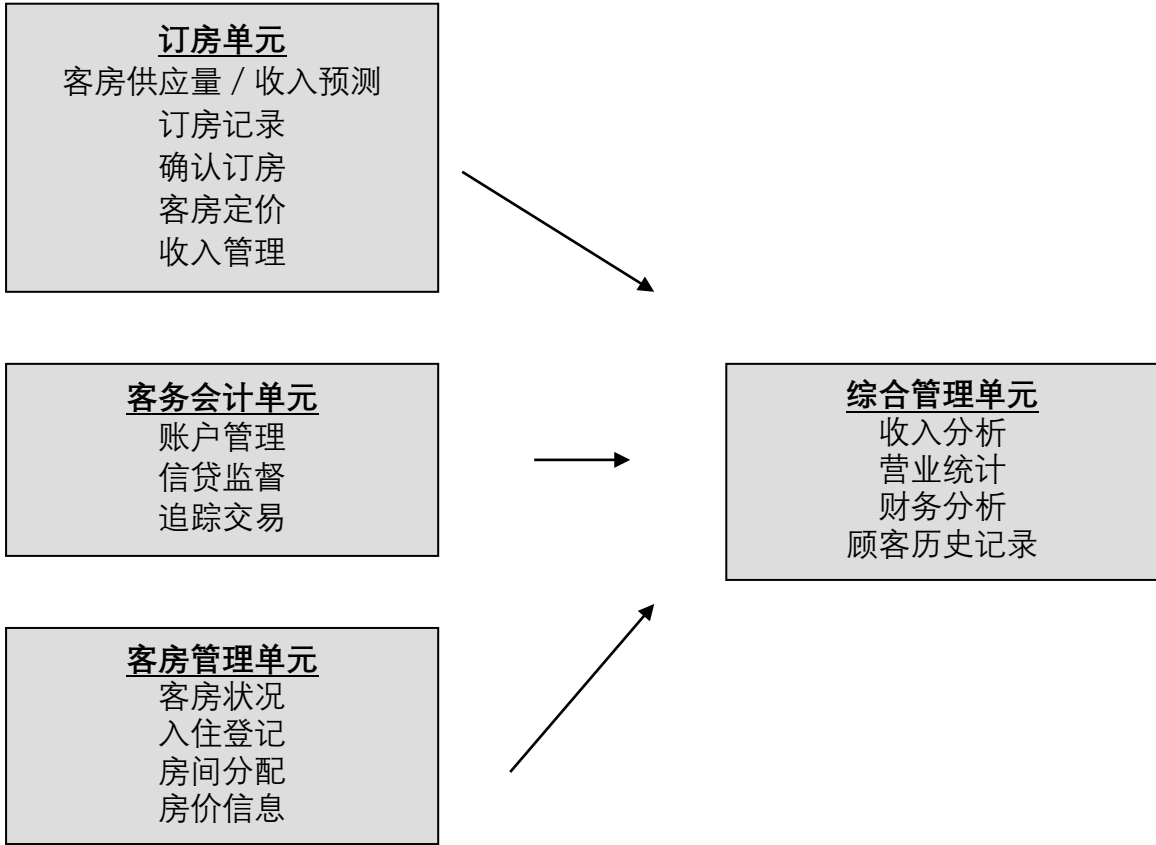 订房单元
客房供应量 / 收入预测
订房记录
确认订房
客房定价
收入管理
客务会计单元
账户管理
信贷监督
追踪交易
客房管理单元
客房状况
入住登记
房间分配
房价信息
综合管理单元
收入分析
营业统计
财务分析
顾客历史记录